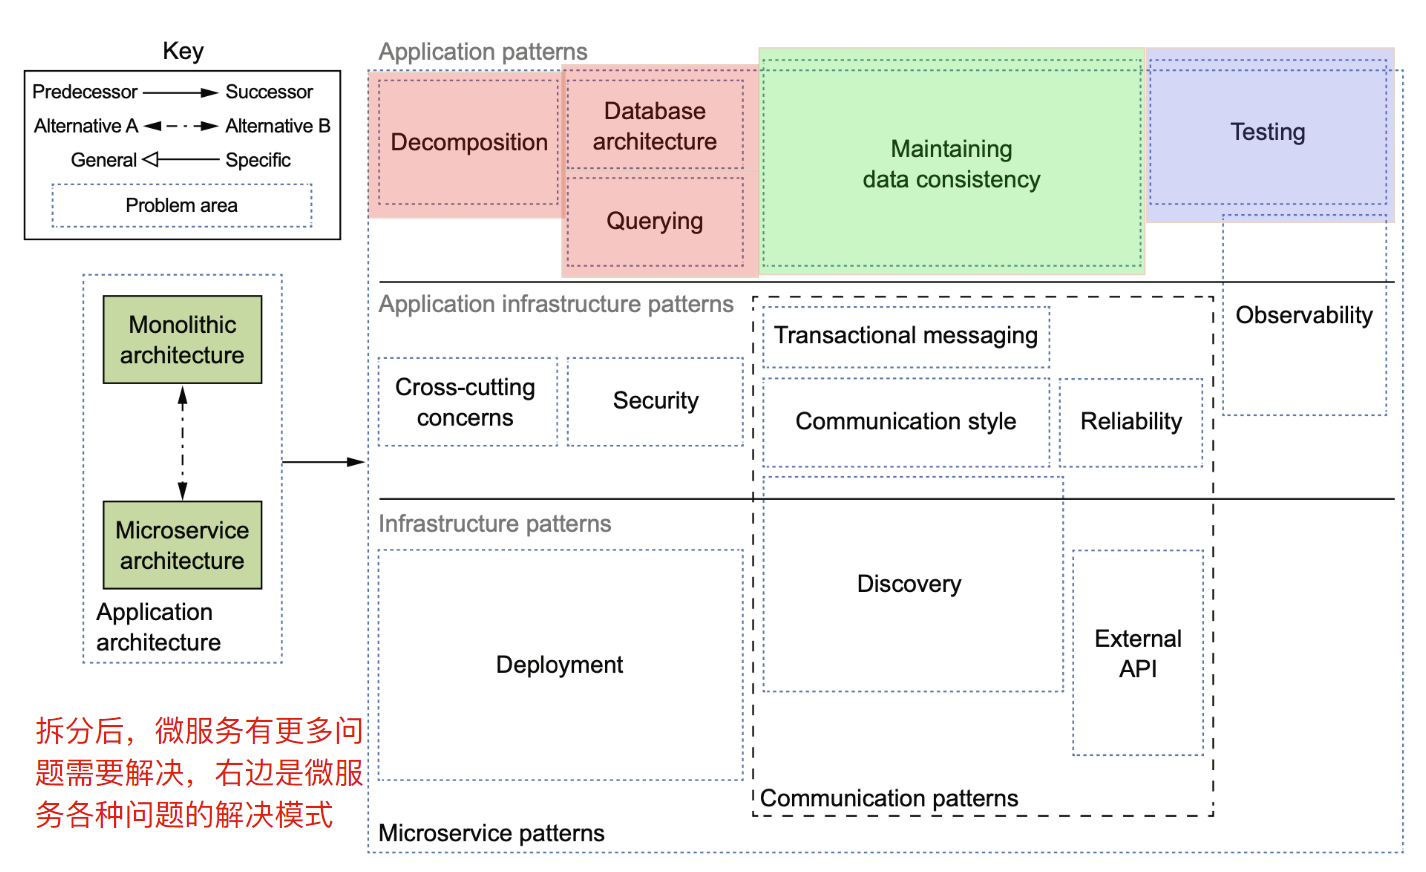 Key
Predecessor
Successor
Alternative A
Alternative B
General
Specific
Problem area
Monolithic
architecture
Microservice
architecture
Application
architecture
拆分后，微服务有更多问
题需要解决，右边是微服
务各种问题的解决模式
Application patterns
Decomposition
Database
architecture
Querying
Maintaining
data consistency
Testing
Application infrastructure patterns
Cross-cutting
concerns
Security
Transactional messaging
Communication style
Reliability
Observability
Infrastructure patterns
Deployment
Discovery
External
API
Communication patterns
Microservice patterns